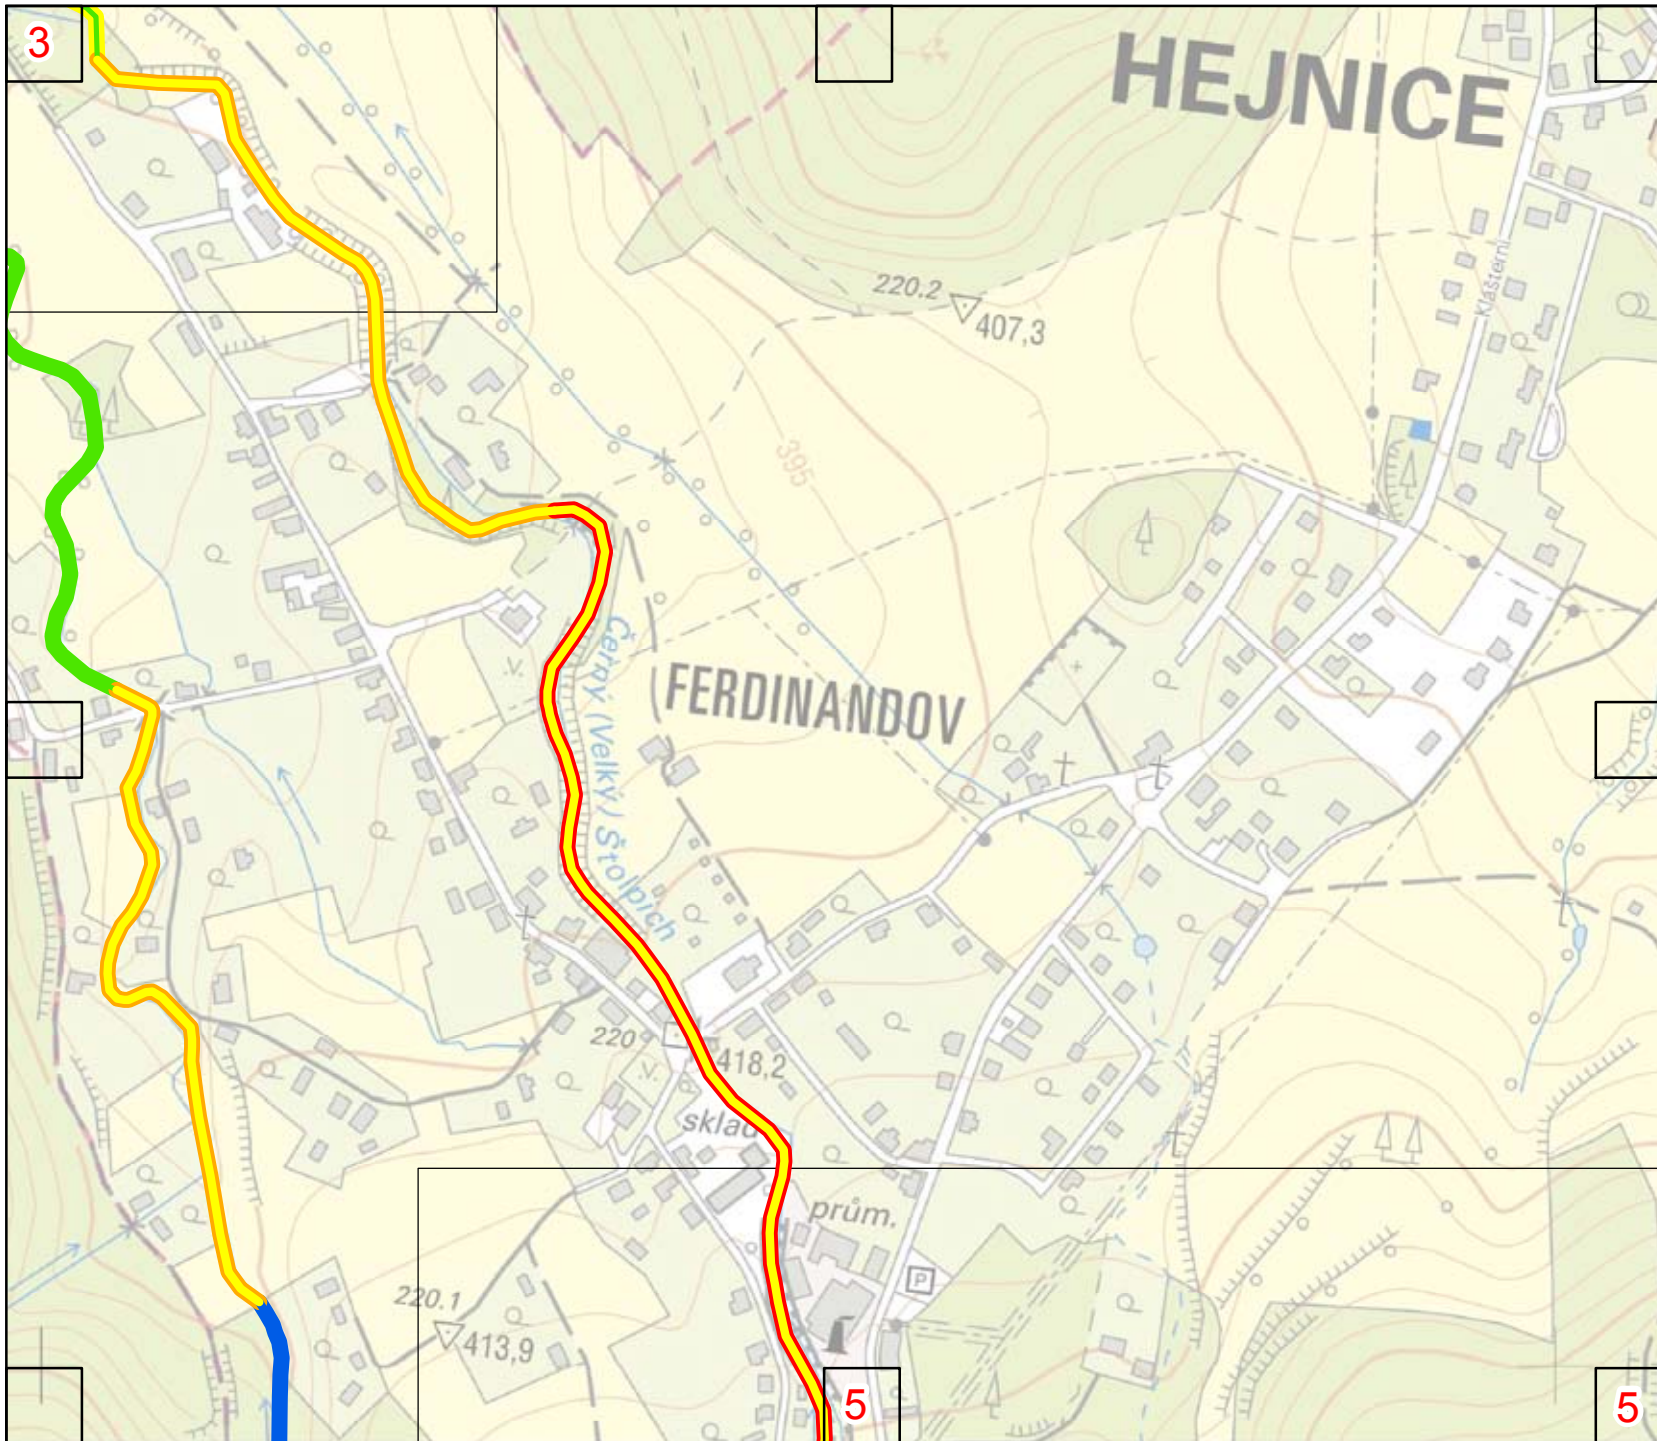 3
HEJNICE
Klášterní
220.2
407,3
395
Černý (Velký) Štolpich
FERDINANDOV
220
418,2
.v.
.v.
sklad
prům.
P
220.1
413,9
5
5